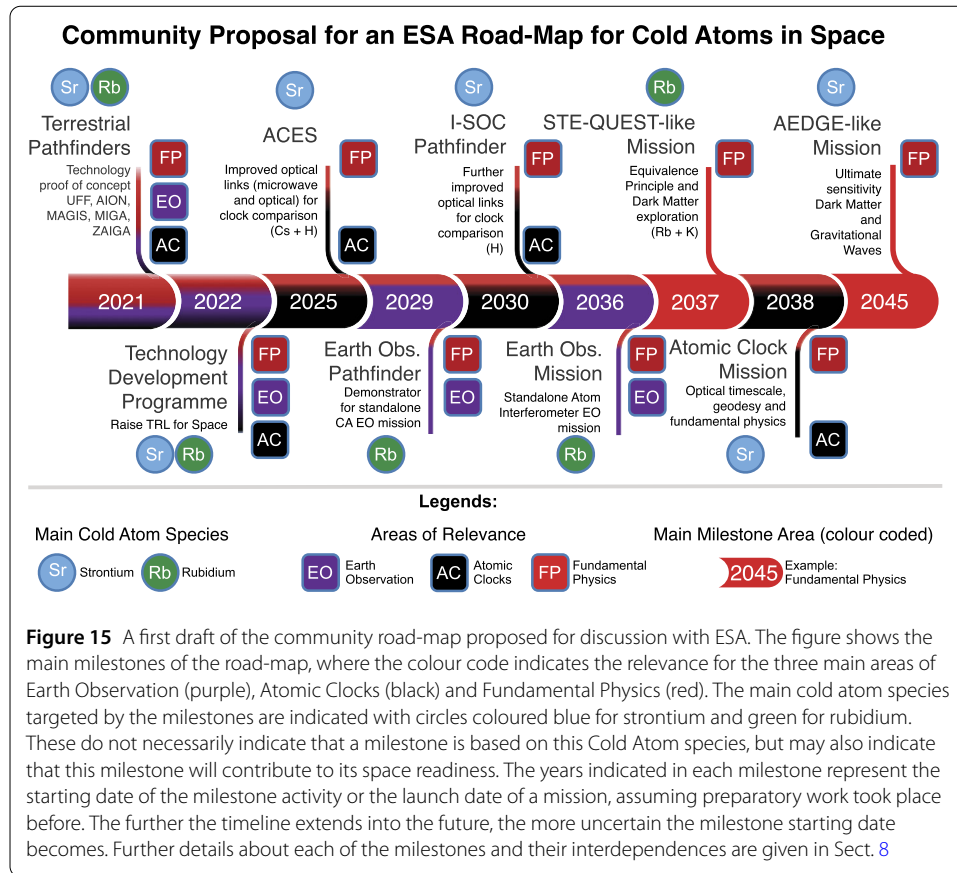 Community Proposal for an ESA Road-Map for Cold Atoms in Space
Sr Rb
Terrestrial
Pathfinders
Technology
proof of concept
UFF, AION,
MAGIS, MIGA,
ZAIGA
FP
EO
AC
Sr
ACES
Improved optical
links (microwave
and optical) for
clock comparison
(Cs + H)
FP
AC
Sr
I-SOC
Pathfinder
Further
improved
optical links
for clock
comparison
(H)
FP
AC
Rb
STE-QUEST-like
Mission
Equivalence
Principle and
Dark Matter
exploration
(Rb + K)
FP
Sr
AEDGE-like
Mission
Ultimate
sensitivity
Dark Matter
and
Gravitational
Waves
FP
2021 2022 2025 2029 2030 2036 2037 2038 2045
Technology
Development
Programme
Raise TRL for Space
Sr Rb
FP
EO
AC
Earth Obs.
Pathfinder
Demonstrator
for standalone
CA EO mission
Rb
FP
EO
Earth Obs.
Mission
Standalone Atom
Interferometer EO
mission
Rb
FP
EO
Atomic Clock
Mission
Optical timescale,
geodesy and
fundamental physics
Sr
FP
AC
Legends:
Main Cold Atom Species
Sr Strontium Rb Rubidium
Areas of Relevance
EO Earth
Observation
AC Atomic
Clocks
FP Fundamental
Physics
Main Milestone Area (colour coded)
2045 Example:
Fundamental Physics
Figure 15 A first draft of the community road-map proposed for discussion with ESA. The figure shows the
main milestones of the road-map, where the colour code indicates the relevance for the three main areas of
Earth Observation (purple), Atomic Clocks (black) and Fundamental Physics (red). The main cold atom species
targeted by the milestones are indicated with circles coloured blue for strontium and green for rubidium.
These do not necessarily indicate that a milestone is based on this Cold Atom species, but may also indicate
that this milestone will contribute to its space readiness. The years indicated in each milestone represent the
starting date of the milestone activity or the launch date of a mission, assuming preparatory work took place
before. The further the timeline extends into the future, the more uncertain the milestone starting date
becomes. Further details about each of the milestones and their interdependences are given in Sect. 8